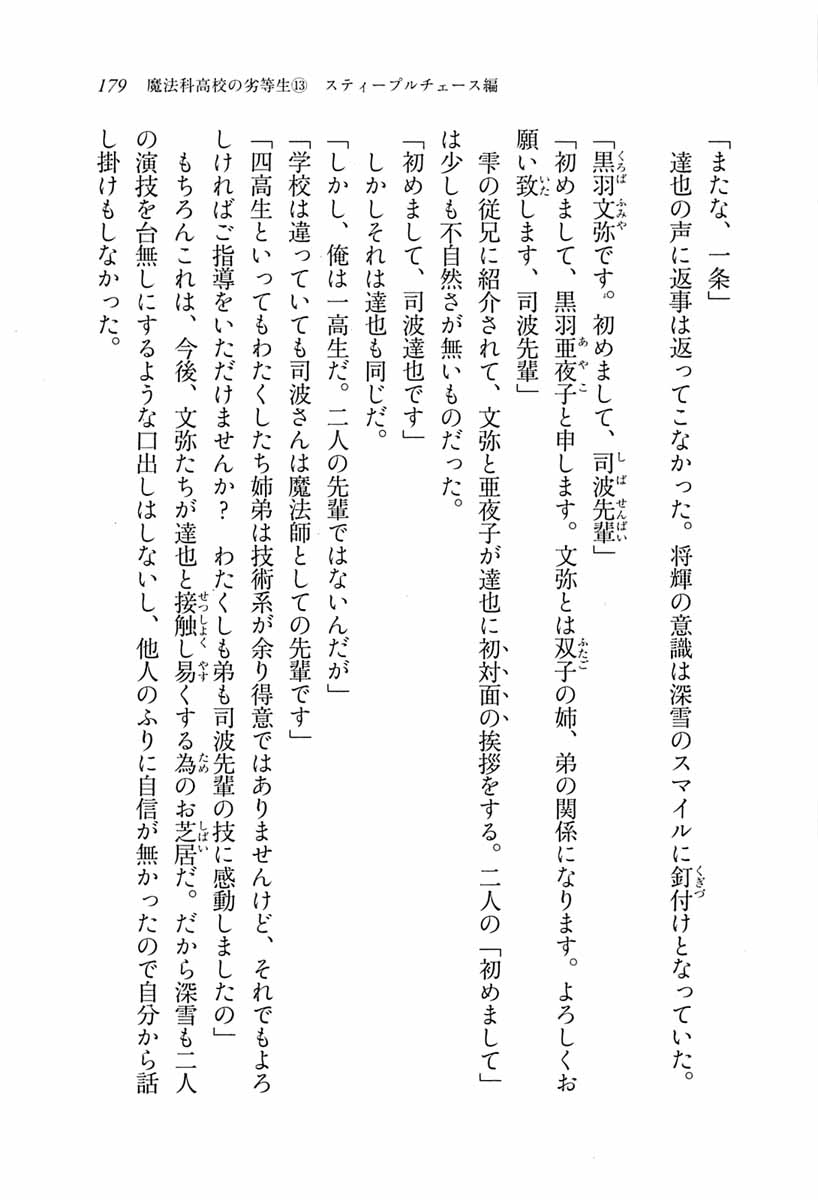 179　魔法科高校の劣等生⑬　スティープルチェース編
「またな、一条」
　達也の声に返事は返ってこなかった。将輝の意識は深雪のスマイルに釘付けとなっていた。
「黒羽文弥です。初めまして、司波先輩」
「初めまして、黒羽亜夜子と申します。文弥とは双子の姉、弟の関係になります。よろしくお
願い致します、司波先輩」
　雫の従兄に紹介されて、文弥と亜夜子が達也に初対面の挨拶をする。二人の「初めまして」
は少しも不自然さが無いものだった。
「初めまして、司波達也です」
　しかしそれは達也も同じだ。
「しかし、俺は一高生だ。二人の先輩ではないんだが」
「学校は違っていても司波さんは魔法師としての先輩です」
「四高生といってもわたくしたち姉弟は技術系が余り得意ではありませんけど、それでもよろ
しければご指導をいただけませんか？　わたくしも弟も司波先輩の技に感動しましたの」
　もちろんこれは、今後、文弥たちが達也と接触し易くする為のお芝居だ。だから深雪も二人
の演技を台無しにするような口出しはしないし、他人のふりに自信が無かったので自分から話
し掛けもしなかった。